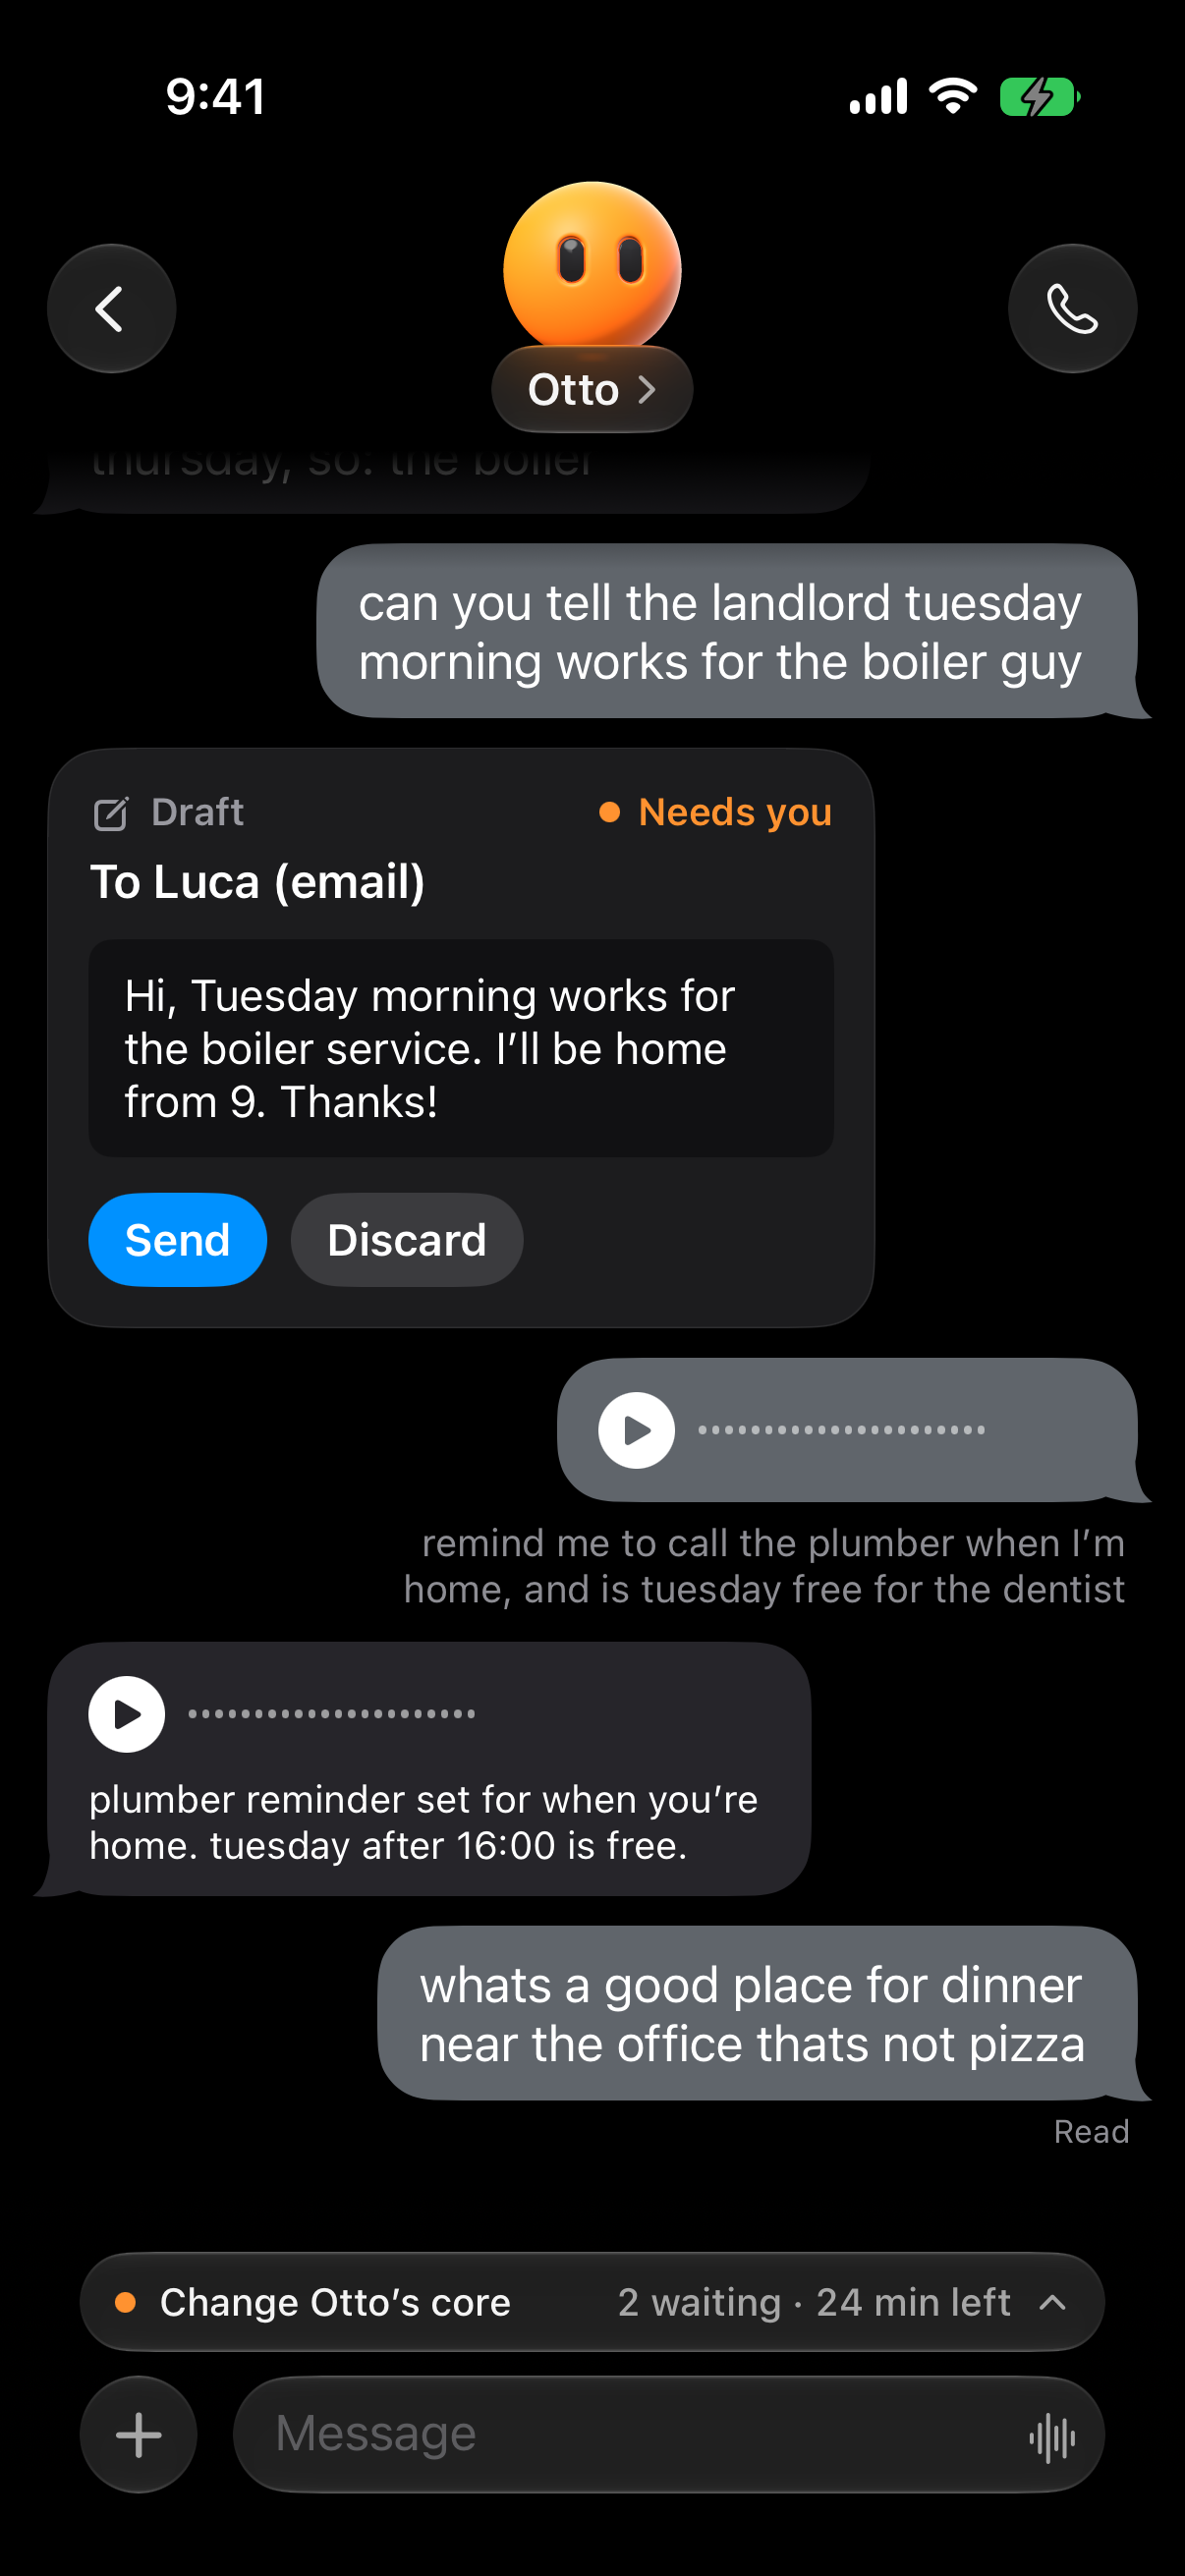 9:41
Otto
thursday, so: the boiler
can you tell the landlord tuesday
morning works for the boiler guy
Draft
Needs you
To Luca (email)
Hi, Tuesday morning works for
the boiler service. I’ll be home
from 9. Thanks!
Send
Discard
remind me to call the plumber when I’m
home, and is tuesday free for the dentist
plumber reminder set for when you’re
home. tuesday after 16:00 is free.
whats a good place for dinner
near the office thats not pizza
Read
Change Otto’s core
2 waiting · 24 min left
Message